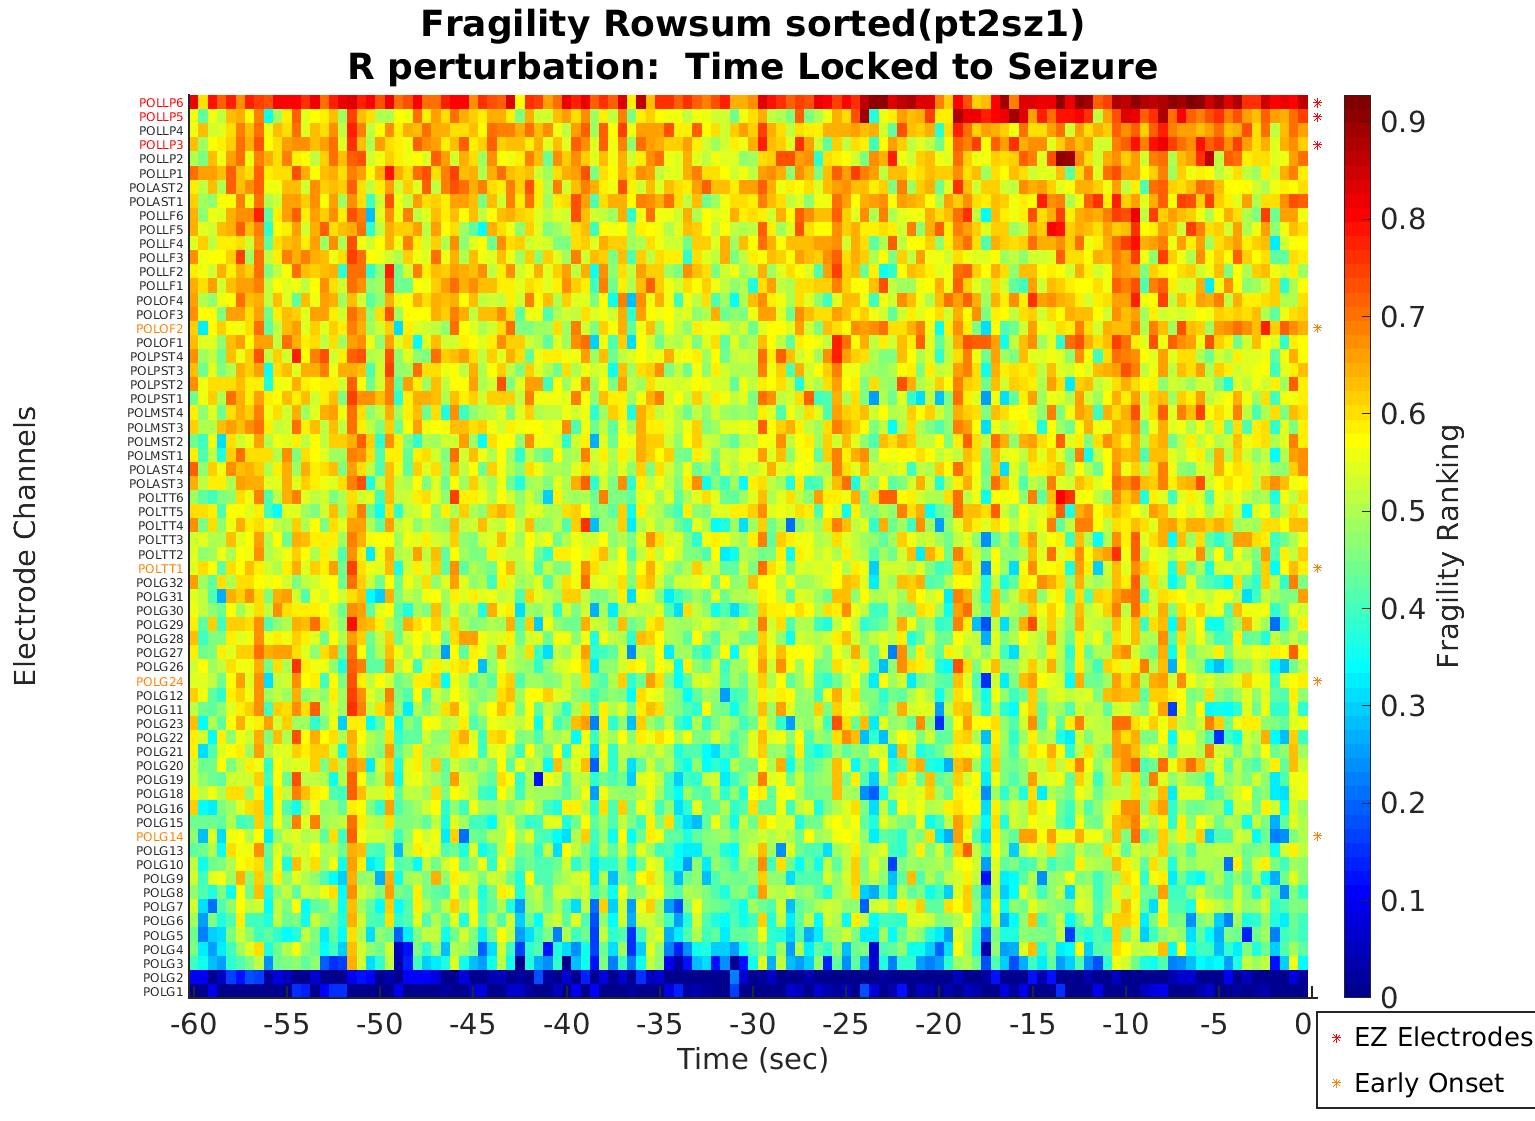 Fragility Rowsum sorted(pt2sz1)
R perturbation:  Time Locked to Seizure
Electrode Channels
POLLP6
POLLP5
POLLP4
POLLP3
POLLP2
POLLP1
POLAST2
POLAST1
POLLF6
POLLF5
POLLF4
POLLF3
POLLF2
POLLF1
POLOF4
POLOF3
POLOF2
POLOF1
POLPST4
POLPST3
POLPST2
POLPST1
POLMST4
POLMST3
POLMST2
POLMST1
POLAST4
POLAST3
POLTT6
POLTT5
POLTT4
POLTT3
POLTT2
POLTT1
POLG32
POLG31
POLG30
POLG29
POLG28
POLG27
POLG26
POLG24
POLG12
POLG11
POLG23
POLG22
POLG21
POLG20
POLG19
POLG18
POLG16
POLG15
POLG14
POLG13
POLG10
POLG9
POLG8
POLG7
POLG6
POLG5
POLG4
POLG3
POLG2
POLG1
-60 -55 -50 -45 -40 -35 -30 -25 -20 -15 -10 -5 0
Time (sec)
0.9
0.8
0.7
0.6
0.5
0.4
0.3
0.2
0.1
0
Fragility Ranking
EZ Electrodes
Early Onset